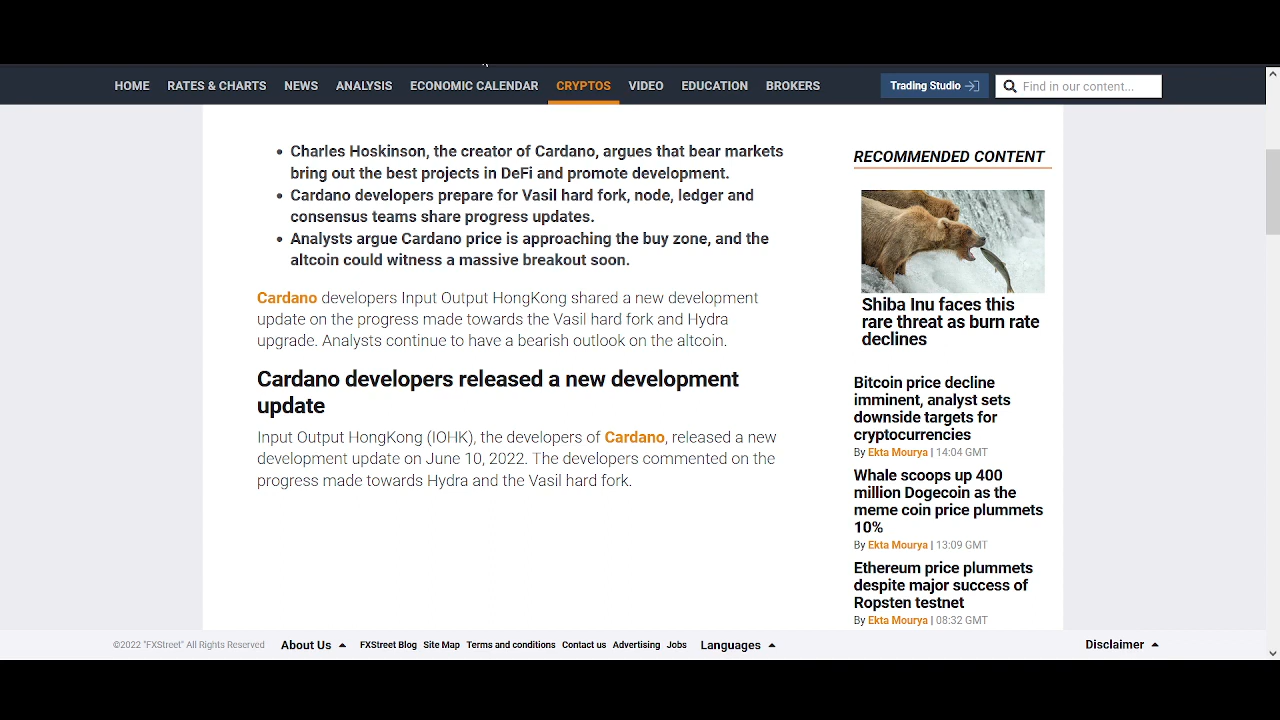 HOME RATES & CHARTS NEWS ANALYSIS ECONOMIC CALENDAR CRYPTOS VIDEO EDUCATION BROKERS Trading Studio Find in our content...
Charles Hoskinson, the creator of Cardano, argues that bear markets
bring out the best projects in DeFi and promote development.
Cardano developers prepare for Vasil hard fork, node, ledger and
consensus teams share progress updates.
Analysts argue Cardano price is approaching the buy zone, and the
altcoin could witness a massive breakout soon.
Cardano developers Input Output HongKong shared a new development
update on the progress made towards the Vasil hard fork and Hydra
upgrade. Analysts continue to have a bearish outlook on the altcoin.
Cardano developers released a new development
update
Input Output HongKong (IOHK), the developers of Cardano, released a new
development update on June 10, 2022. The developers commented on the
progress made towards Hydra and the Vasil hard fork.
RECOMMENDED CONTENT
Shiba Inu faces this
rare threat as burn rate
declines
Bitcoin price decline
imminent, analyst sets
downside targets for
cryptocurrencies
By Ekta Mourya | 14:04 GMT
Whale scoops up 400
million Dogecoin as the
meme coin price plummets
10%
By Ekta Mourya | 13:09 GMT
Ethereum price plummets
despite major success of
Ropsten testnet
By Ekta Mourya | 08:32 GMT
©2022 "FXStreet" All Rights Reserved About Us FXStreet Blog Site Map Terms and conditions Contact us Advertising Jobs Languages Disclaimer